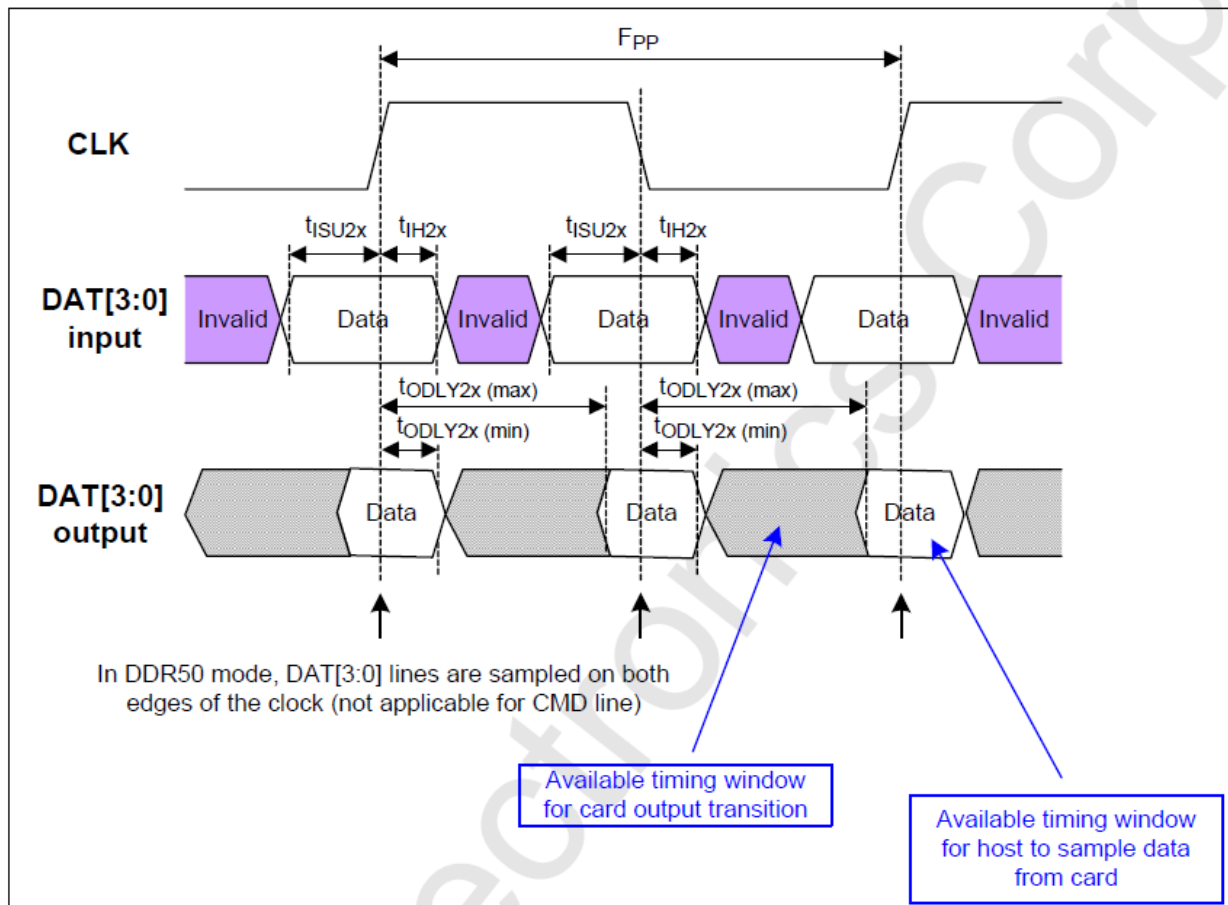 FPP
CLK
tISU2x tIH2x tISU2x tIH2x
DAT[3:0]
input
Invalid Data Invalid Data Invalid Data Invalid
tODLY2x (max) tODLY2x (max)
tODLY2x (min) tODLY2x (min)
DAT[3:0]
output
Data Data Data
In DDR50 mode, DAT[3:0] lines are sampled on both
edges of the clock (not applicable for CMD line)
Available timing window
for card output transition
Available timing window
for host to sample data
from card
ectronics Corp